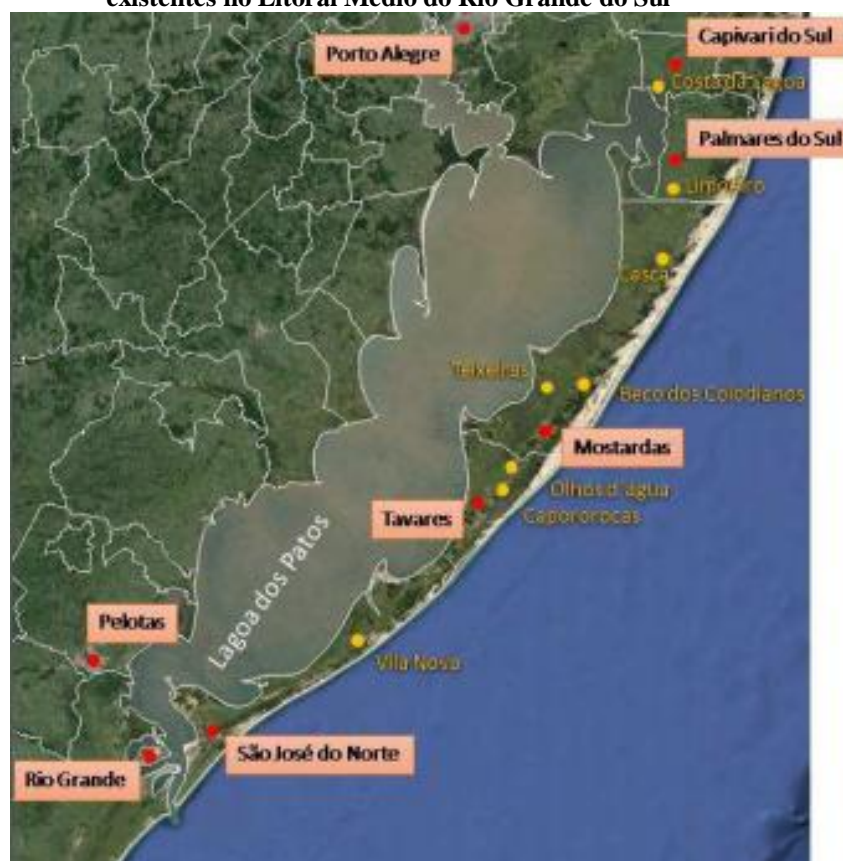 existentes no Litoral Médio do Rio Grande do Sul
Porto Alegre
Capivari do Sul
Costa da Lagoa
Palmares do Sul
Limoeiro
Casca
Teixeiras
Beco dos Colodianos
Mostardas
Olhos d'água
Tavares
Capororocas
Lagoa dos Patos
Pelotas
Vila Nova
São José do Norte
Rio Grande